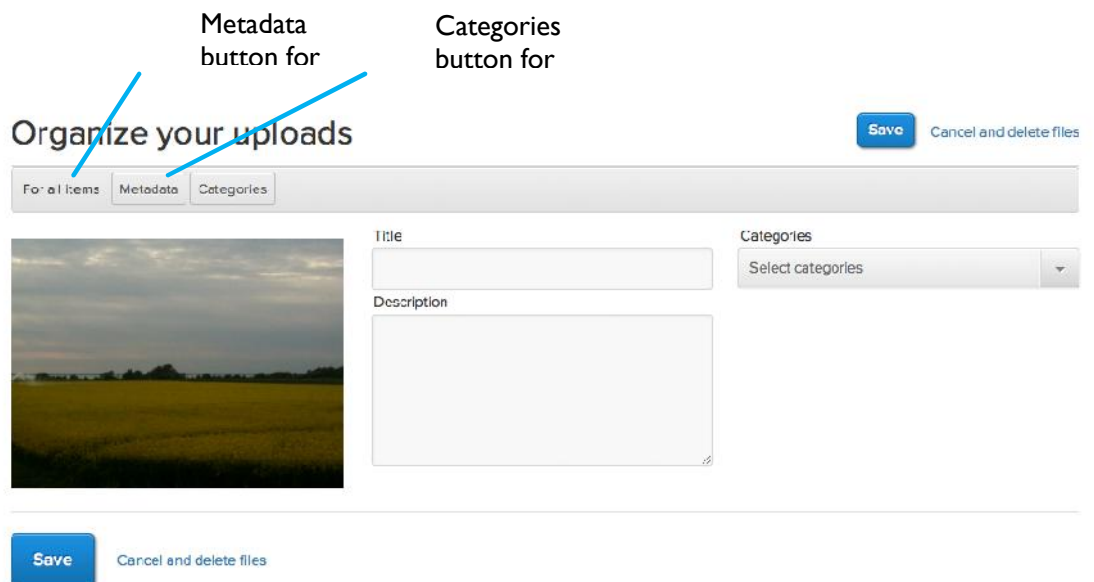 Metadata
button for
Categories
button for
Organize your uploads
Save
Cancel and delete files
For all items
Metadata
Categories
Title
Categories
Select categories
Description
Save
Cancel and delete files